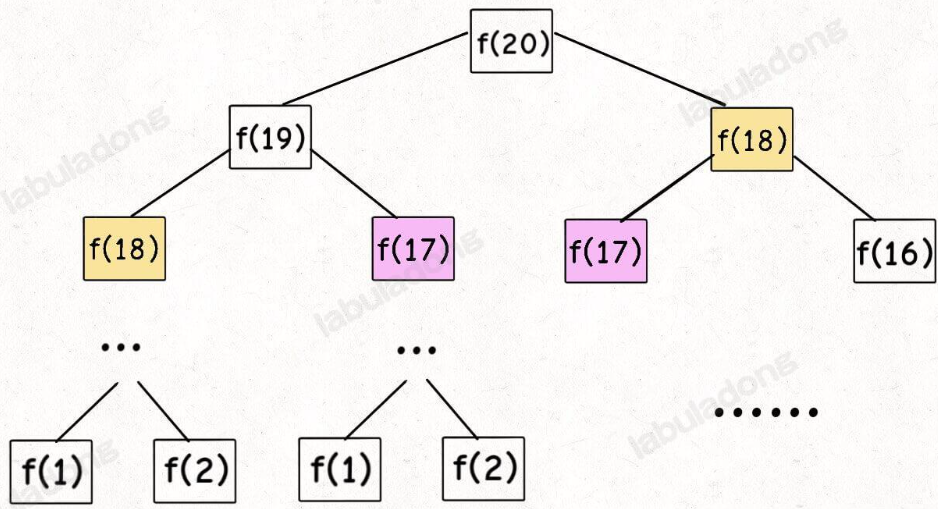 f(20)
f(19)
f(18)
f(18)
f(17)
f(17)
f(16)
...
...
......
f(1)
f(2)
f(1)
f(2)
labuladong
labuladong
labuladong
labuladong
labuladong